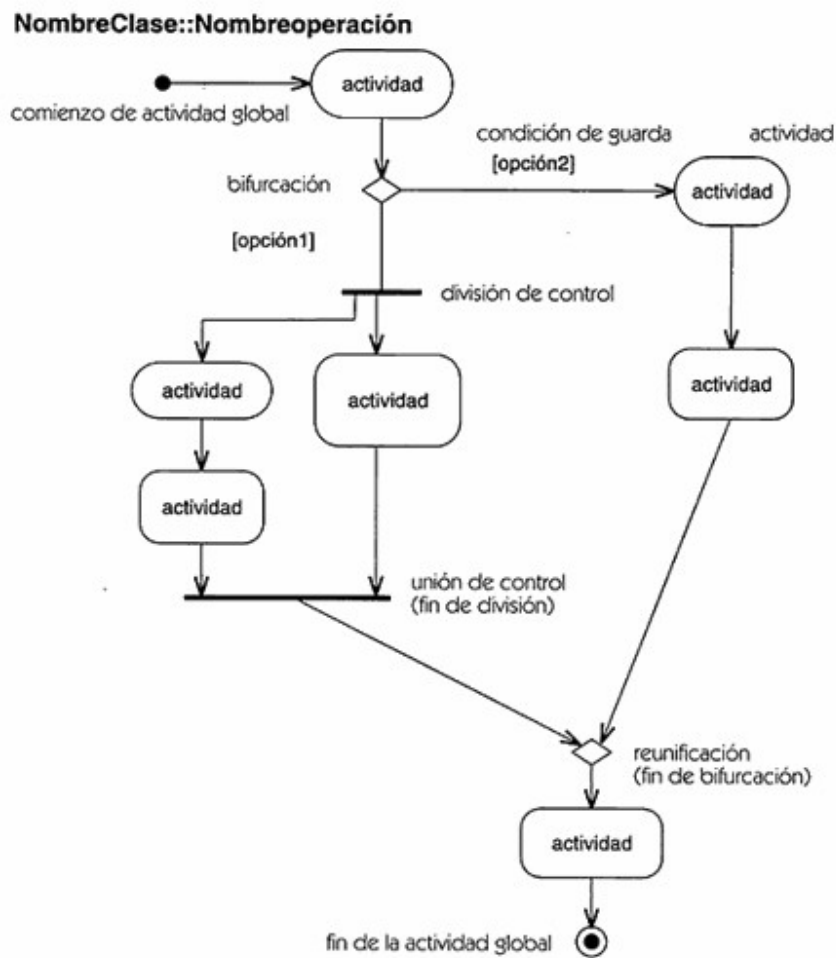 NombreClase::Nombreoperación
actividad
comienzo de actividad global
condición de guarda
actividad
[opción2]
bifurcación
actividad
[opción1]
división de control
actividad
actividad
actividad
actividad
unión de control
(fin de división)
reunificación
(fin de bifurcación)
actividad
fin de la actividad global